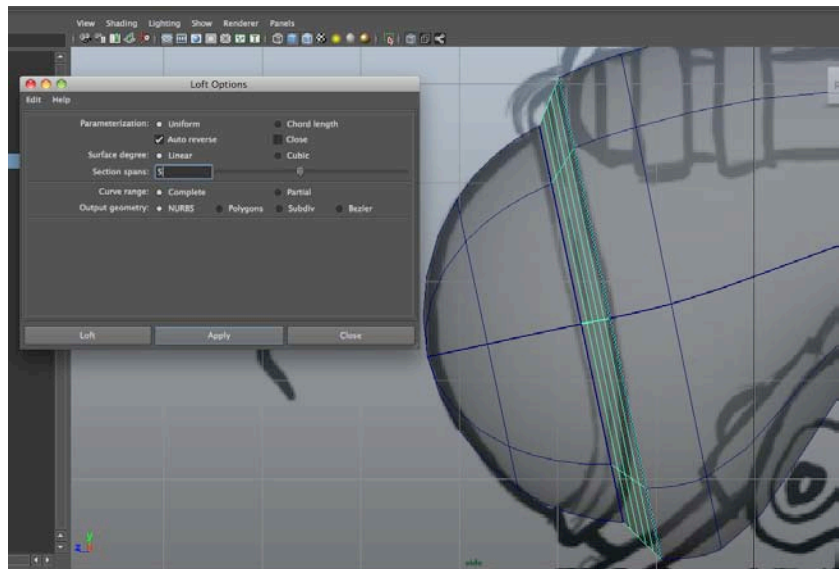 View Shading Lighting Show Renderer Panels
Loft Options
Edit Help
Parameterization: Uniform Chord length
Auto reverse Close
Surface degree: Linear Cubic
Section spans: 5
Curve range: Complete Partial
Output geometry: NURBS Polygons Subdiv Bezier
Loft Apply Close
y
z
side